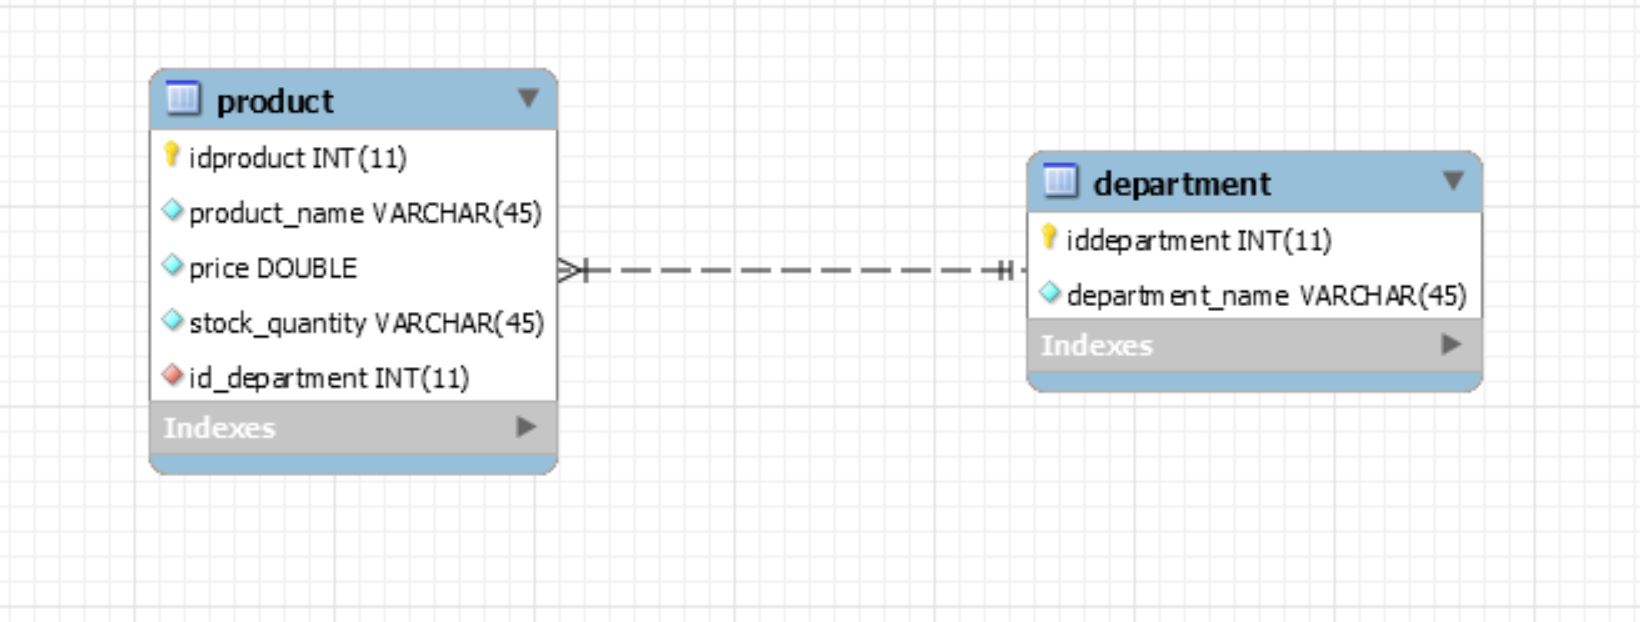 product
idproduct INT(11)
product_name VARCHAR(45)
price DOUBLE
stock_quantity VARCHAR(45)
id_department INT(11)
Indexes
department
iddepartment INT(11)
department_name VARCHAR(45)
Indexes